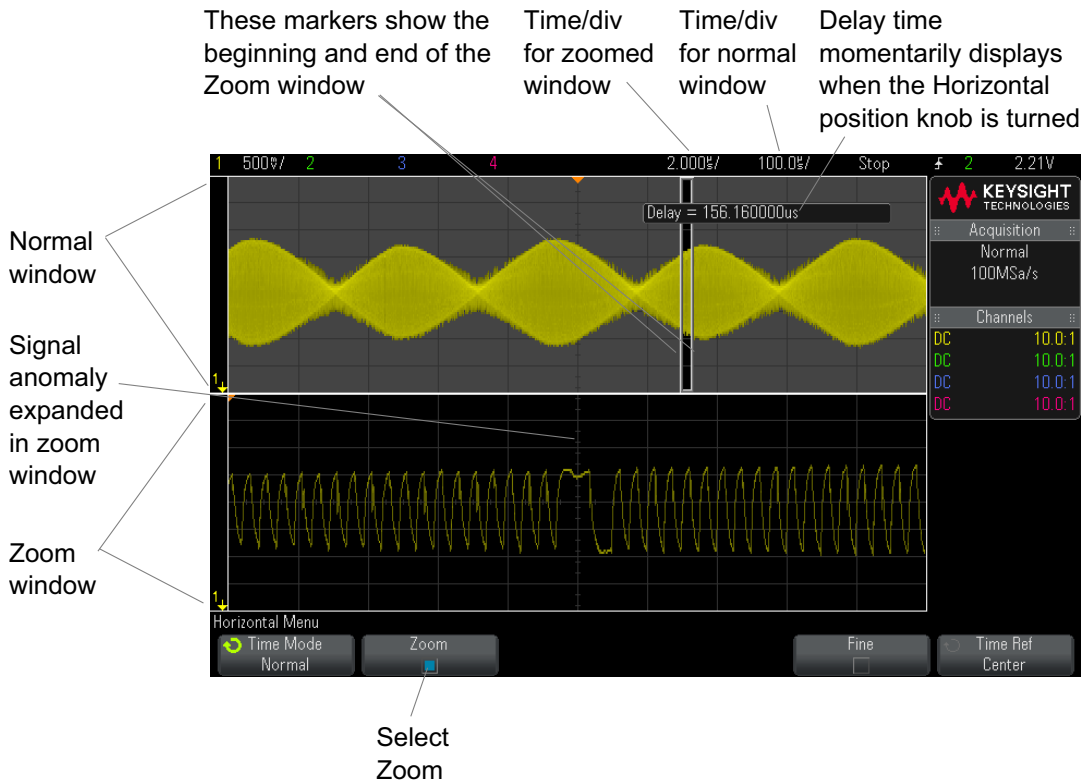 These markers show the
beginning and end of the
Zoom window
Time/div
for zoomed
window
Time/div
for normal
window
Delay time
momentarily displays
when the Horizontal
position knob is turned
1 500mV/ 2 3 4 2.000us/ 100.0us/ Stop 2 2.21V
Delay = 156.160000us
KEYSIGHT
TECHNOLOGIES
Acquisition
Normal
100MSa/s
Channels
DC 10.0:1
DC 10.0:1
DC 10.0:1
DC 10.0:1
Normal
window
1
Signal
anomaly
expanded
in zoom
window
Zoom
window
1
Horizontal Menu
Time Mode
Normal
Zoom
Fine
Time Ref
Center
Select
Zoom